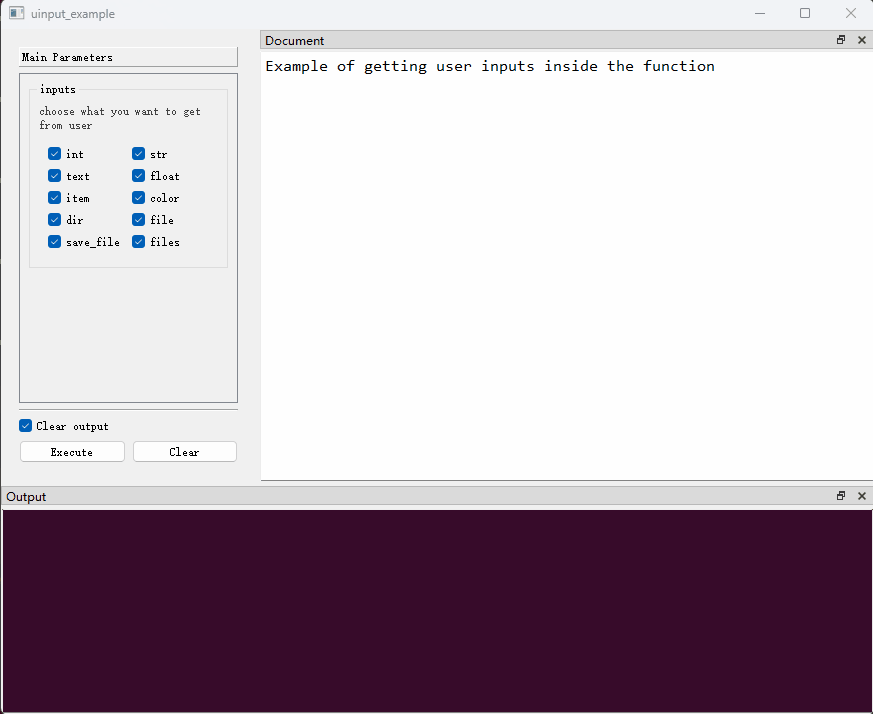 uinput_example
Main Parameters
inputs
choose what you want to get
from user
int str
text float
item color
dir file
save_file files
Clear output
Execute Clear
Document
Example of getting user inputs inside the function
Output